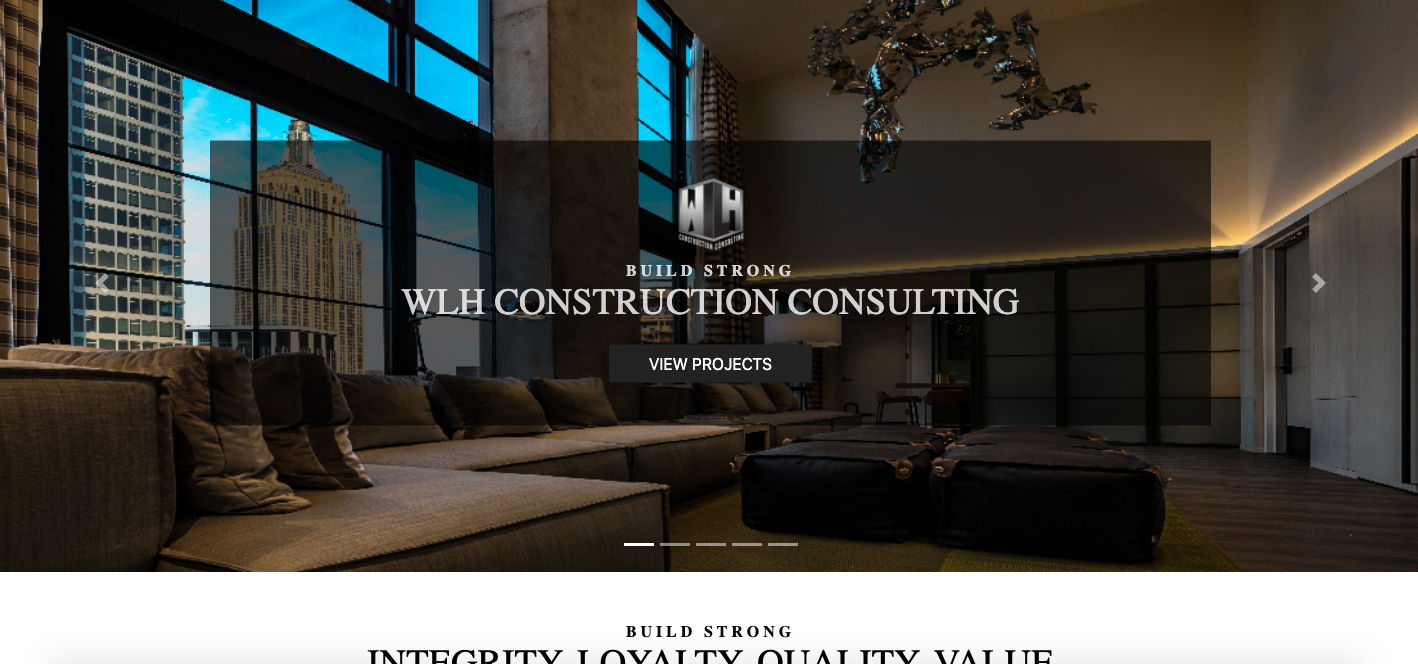 WLH
CONSTRUCTION CONSULTING
BUILD STRONG
WLH CONSTRUCTION CONSULTING
VIEW PROJECTS
BUILD STRONG
INTEGRITY, LOYALTY, QUALITY, VALUE